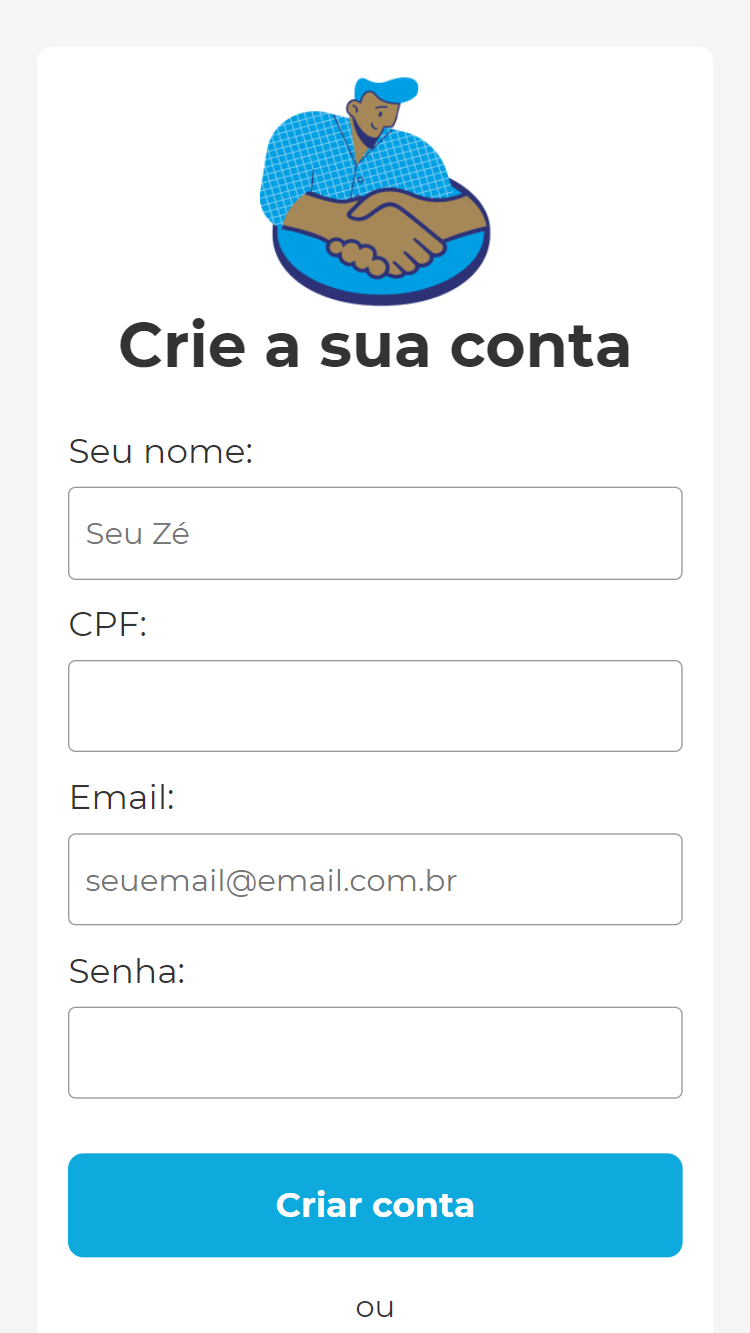 Crie a sua conta
Seu nome:
Seu Zé
CPF:
Email:
seuemail@email.com.br
Senha:
Criar conta
ou